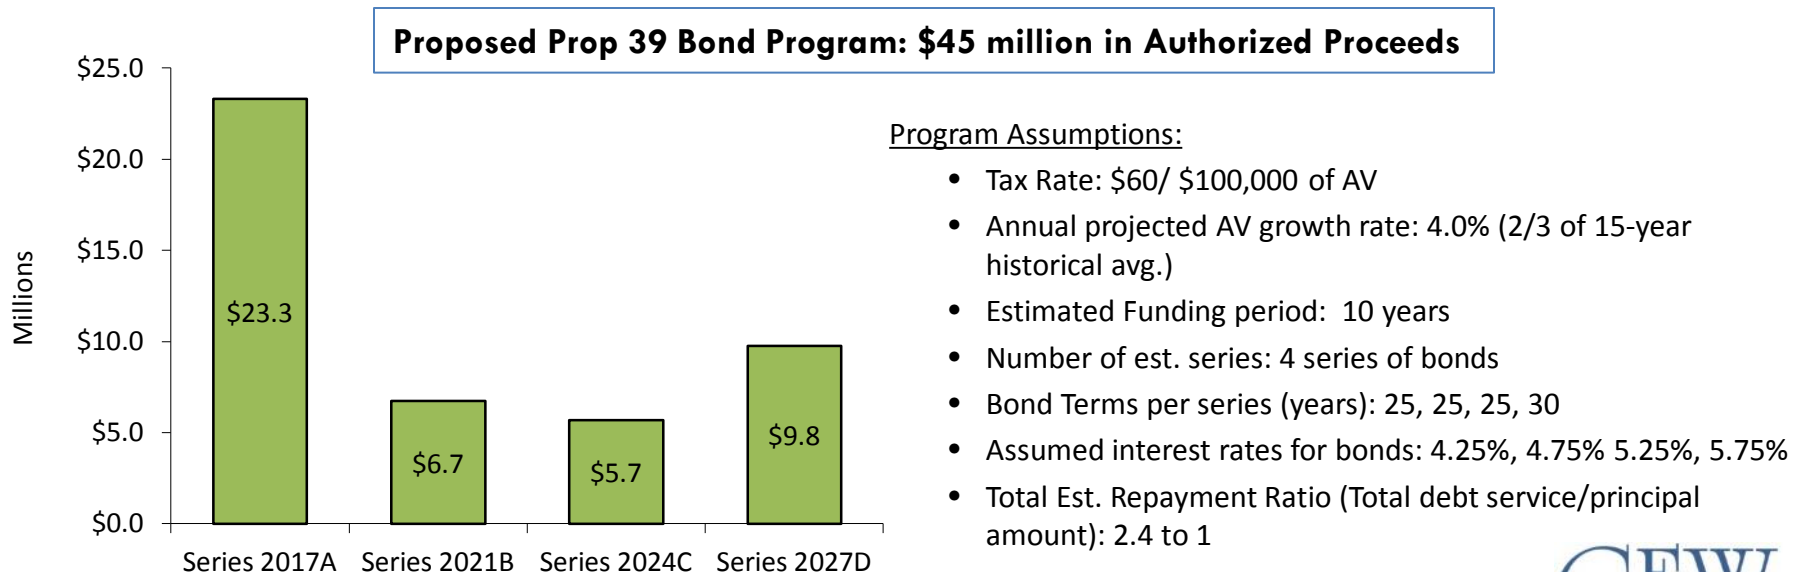 Proposed Prop 39 Bond Program: $45 million in Authorized Proceeds
$25.0
$20.0
$15.0
$10.0
$5.0
$0.0
Millions
$23.3
$6.7
$5.7
$9.8
Series 2017A
Series 2021B
Series 2024C
Series 2027D
Program Assumptions:
• Tax Rate: $60/ $100,000 of AV
• Annual projected AV growth rate: 4.0% (2/3 of 15-year
historical avg.)
• Estimated Funding period: 10 years
• Number of est. series: 4 series of bonds
• Bond Terms per series (years): 25, 25, 25, 30
• Assumed interest rates for bonds: 4.25%, 4.75% 5.25%, 5.75%
• Total Est. Repayment Ratio (Total debt service/principal
amount): 2.4 to 1